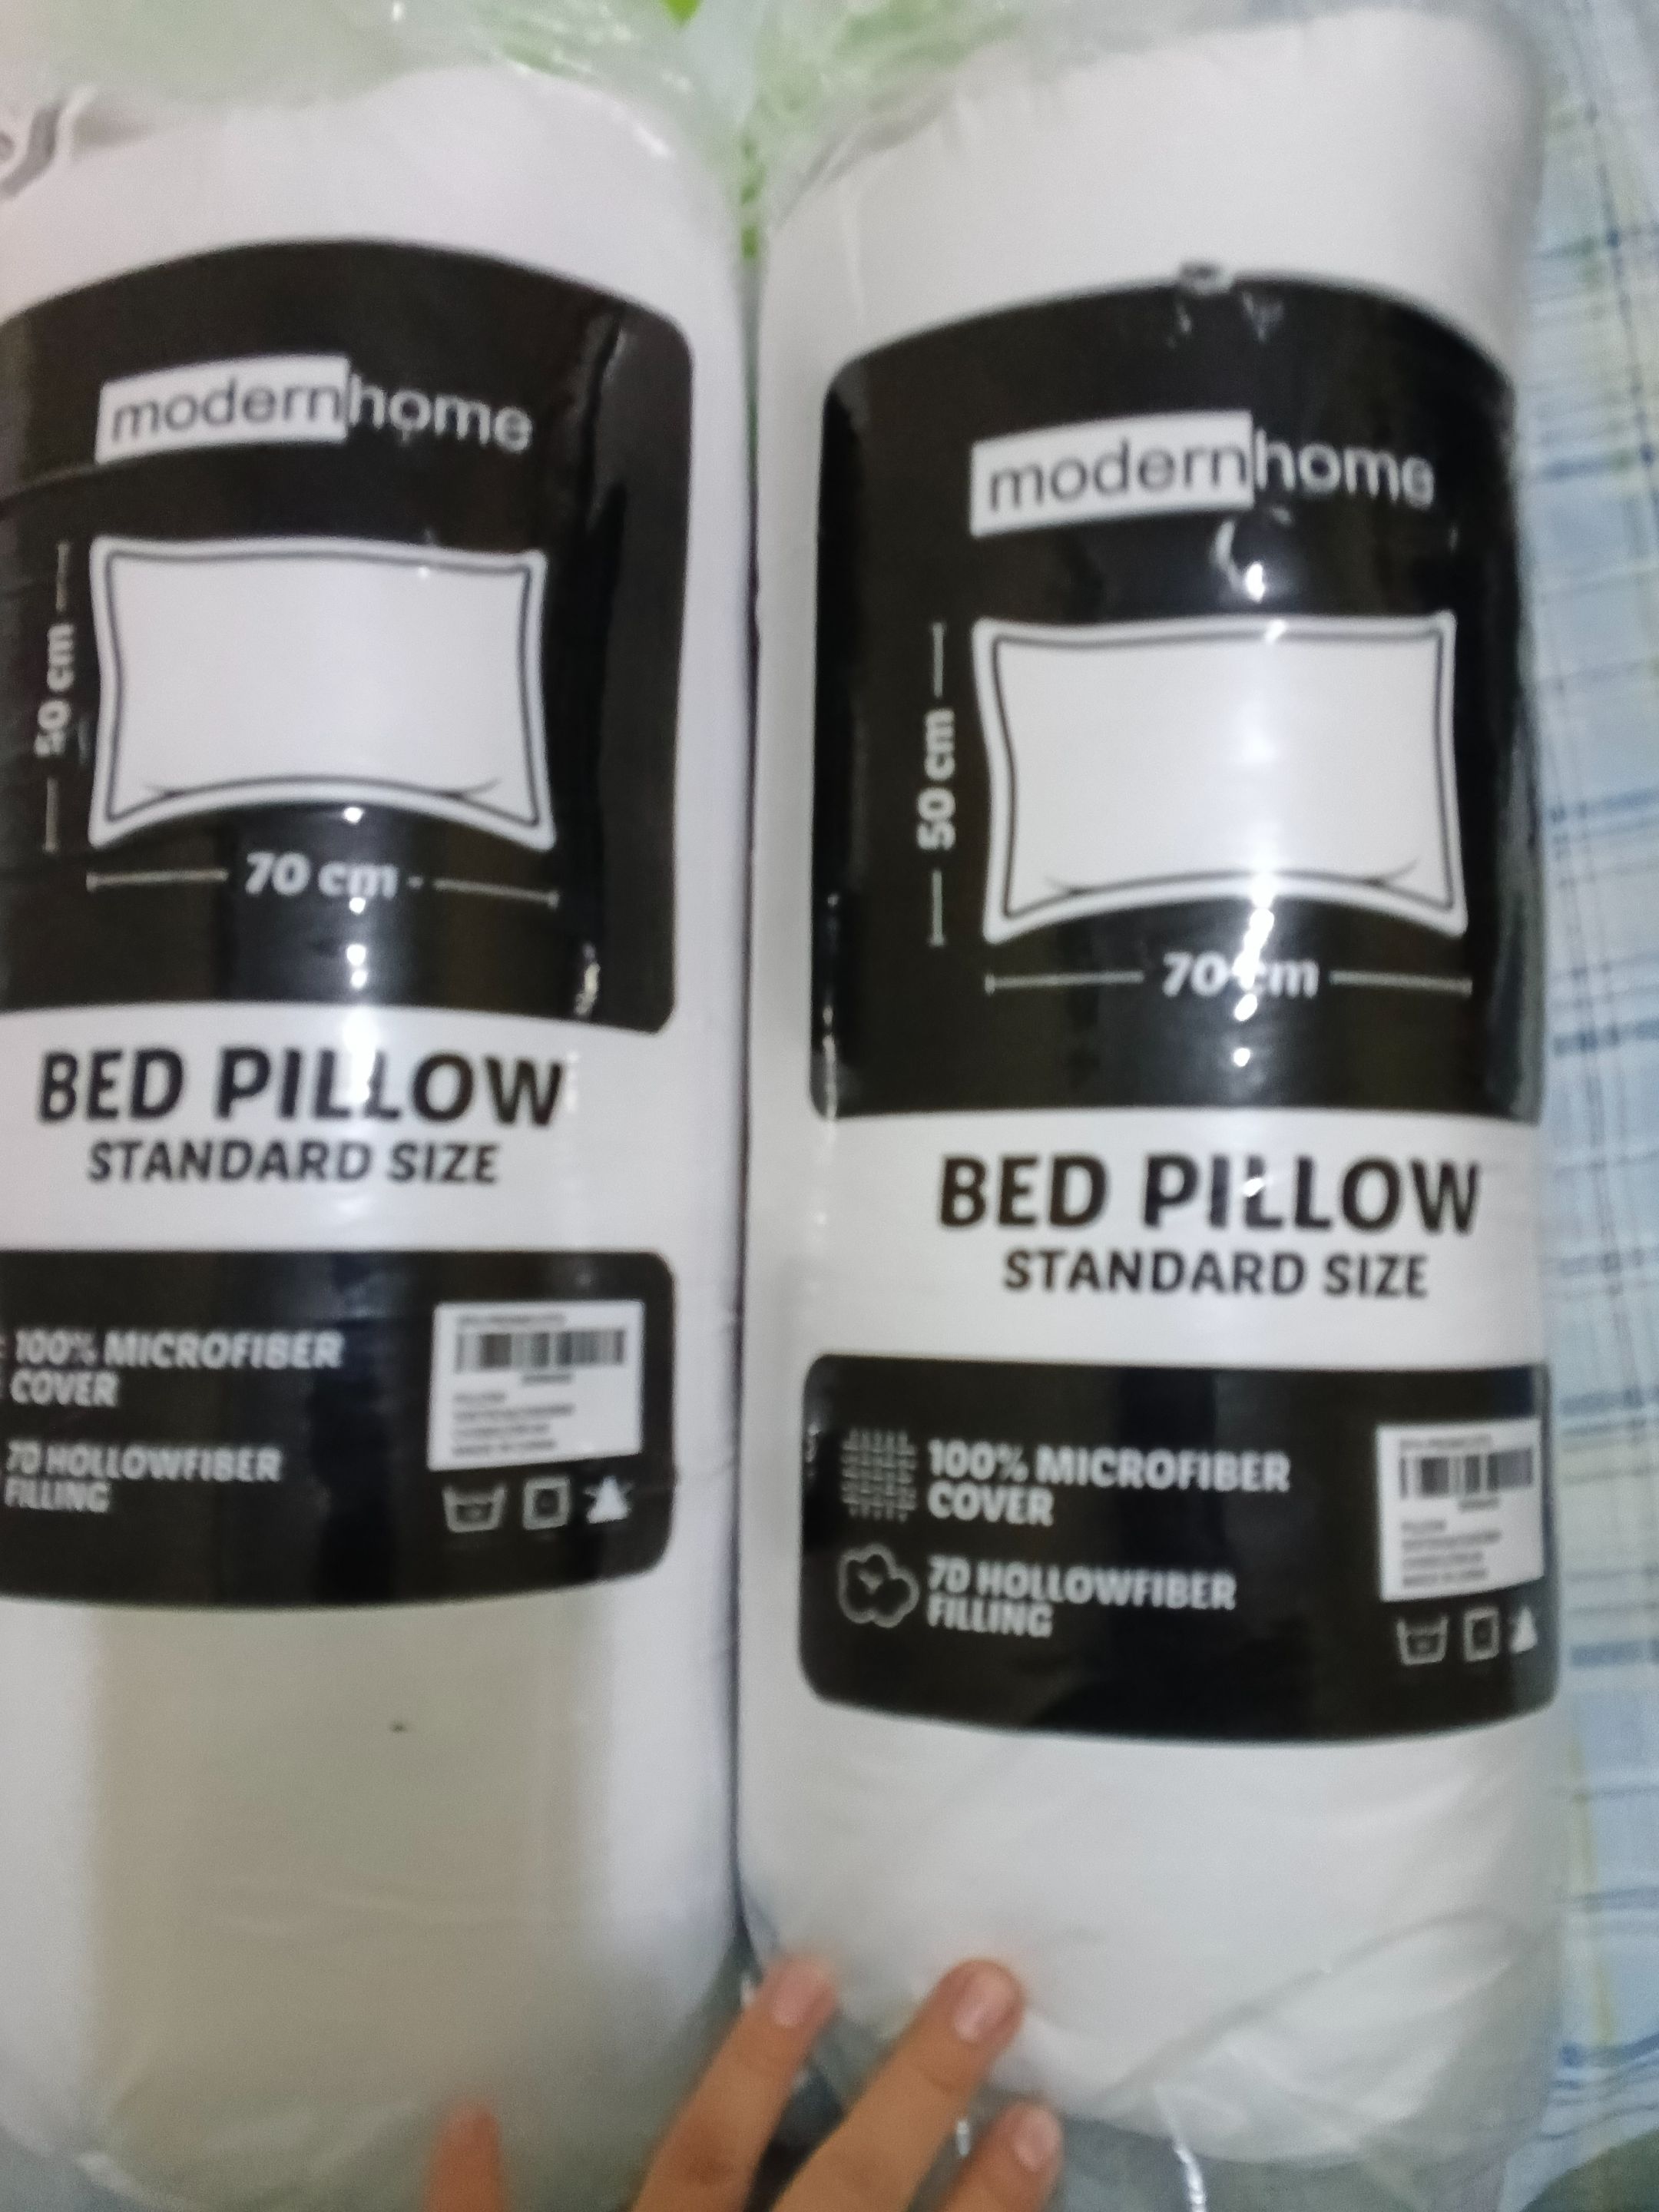 modernhome
50 cm
70 cm
BED PILLOW
STANDARD SIZE
100% MICROFIBER
COVER
7D HOLLOWFIBER
FILLING
modernhome
50 cm
70 cm
BED PILLOW
STANDARD SIZE
100% MICROFIBER
COVER
7D HOLLOWFIBER
FILLING